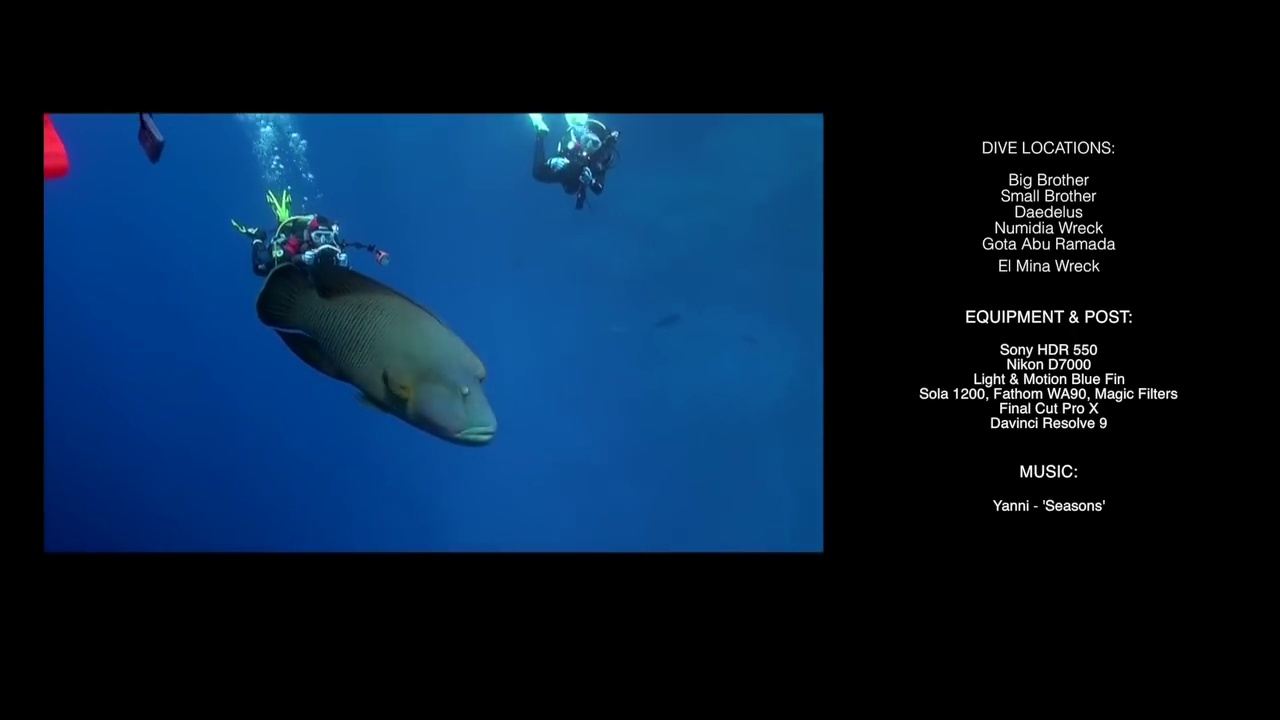 DIVE LOCATIONS:
Big Brother
Small Brother
Daedelus
Numidia Wreck
Gota Abu Ramada
El Mina Wreck
EQUIPMENT & POST:
Sony HDR 550
Nikon D7000
Light & Motion Blue Fin
Sola 1200, Fathom WA90, Magic Filters
Final Cut Pro X
Davinci Resolve 9
MUSIC:
Yanni - 'Seasons'